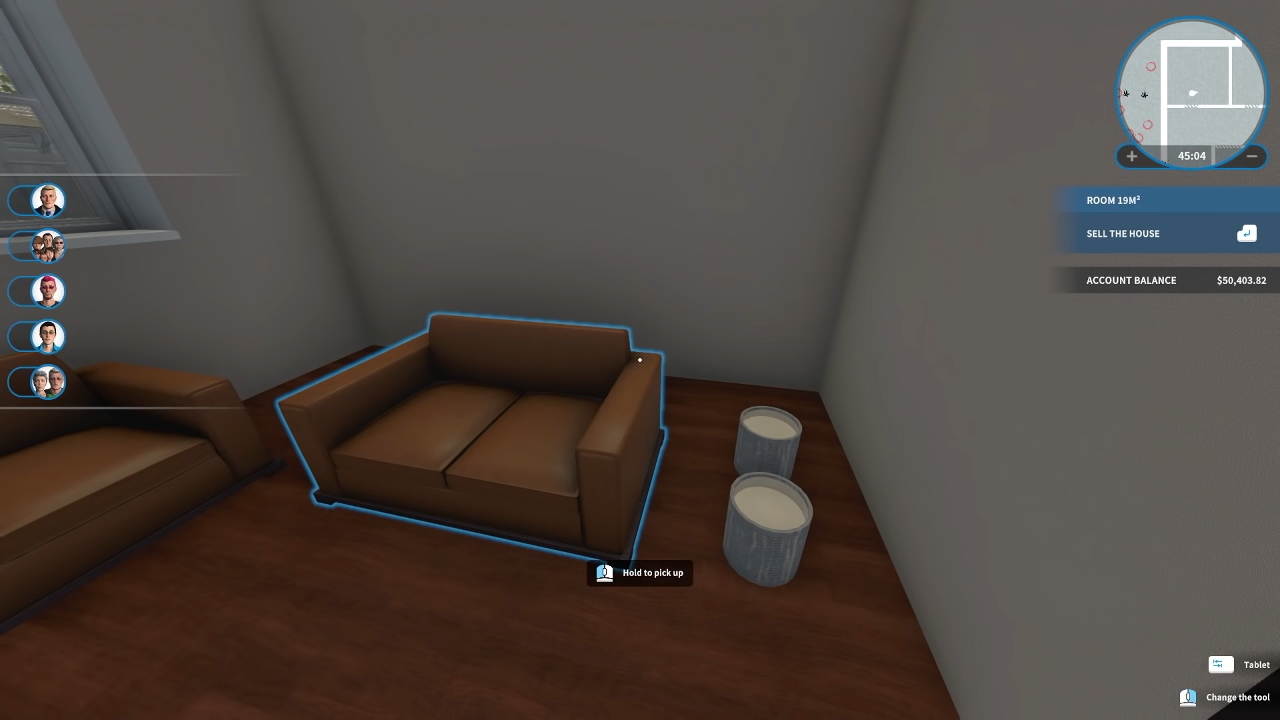 45:04
ROOM 19M²
SELL THE HOUSE
ACCOUNT BALANCE $50,403.82
Hold to pick up
Tablet
Change the tool